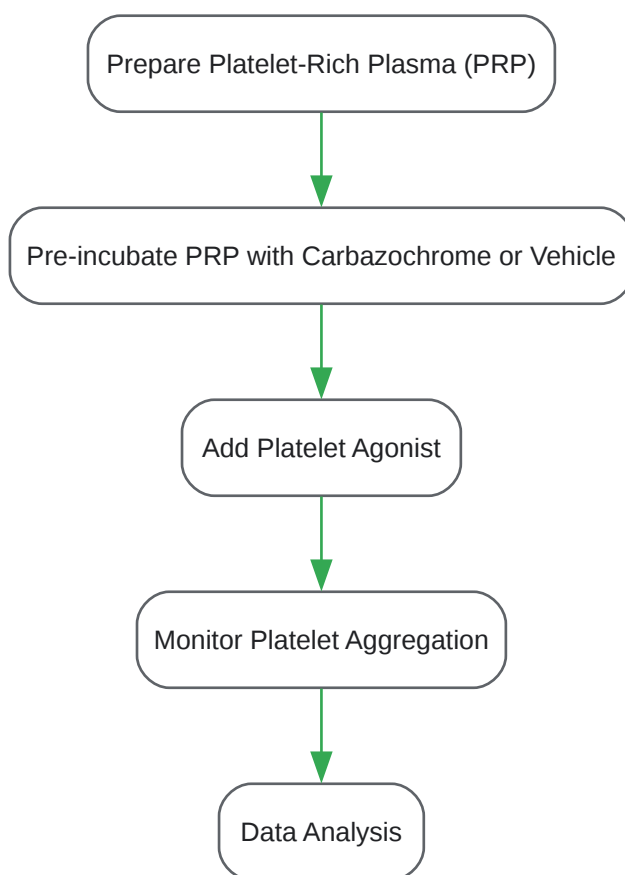 Prepare Platelet-Rich Plasma (PRP)
Pre-incubate PRP with Carbazochrome or Vehicle
Add Platelet Agonist
Monitor Platelet Aggregation
Data Analysis